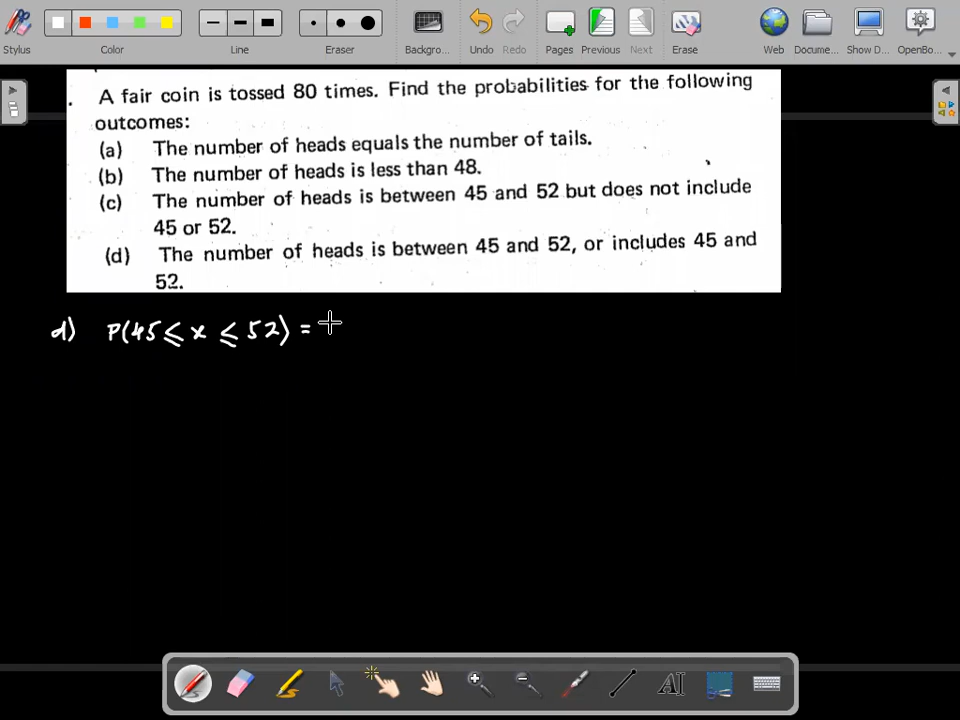 Stylus Color Line Eraser Backgro... Undo Redo Pages Previous Next Erase Web Docume... Show D... OpenBo...
. A fair coin is tossed 80 times. Find the probabilities for the following
outcomes:
(a) The number of heads equals the number of tails.
(b) The number of heads is less than 48.
(c) The number of heads is between 45 and 52 but does not include
45 or 52.
(d) The number of heads is between 45 and 52, or includes 45 and
52.
d) P(45 ⩽ x ⩽ 52) =
AI